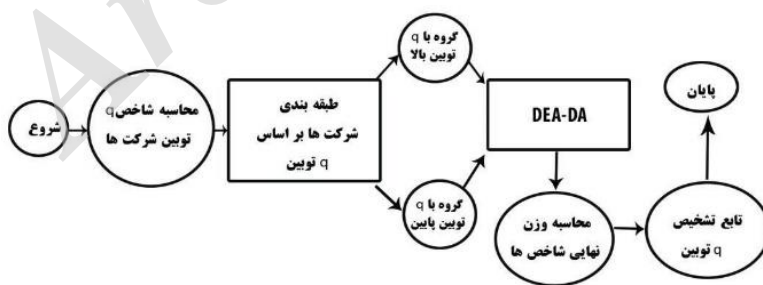 شروع
محاسبه شاخص q
توبین شرکت ها
طبقه بندی
شرکت ها بر اساس
q توبین
گروه با q
توبین بالا
گروه با q
توبین پایین
DEA-DA
محاسبه وزن
نهایی شاخص ها
تابع تشخیص
q توبین
پایان